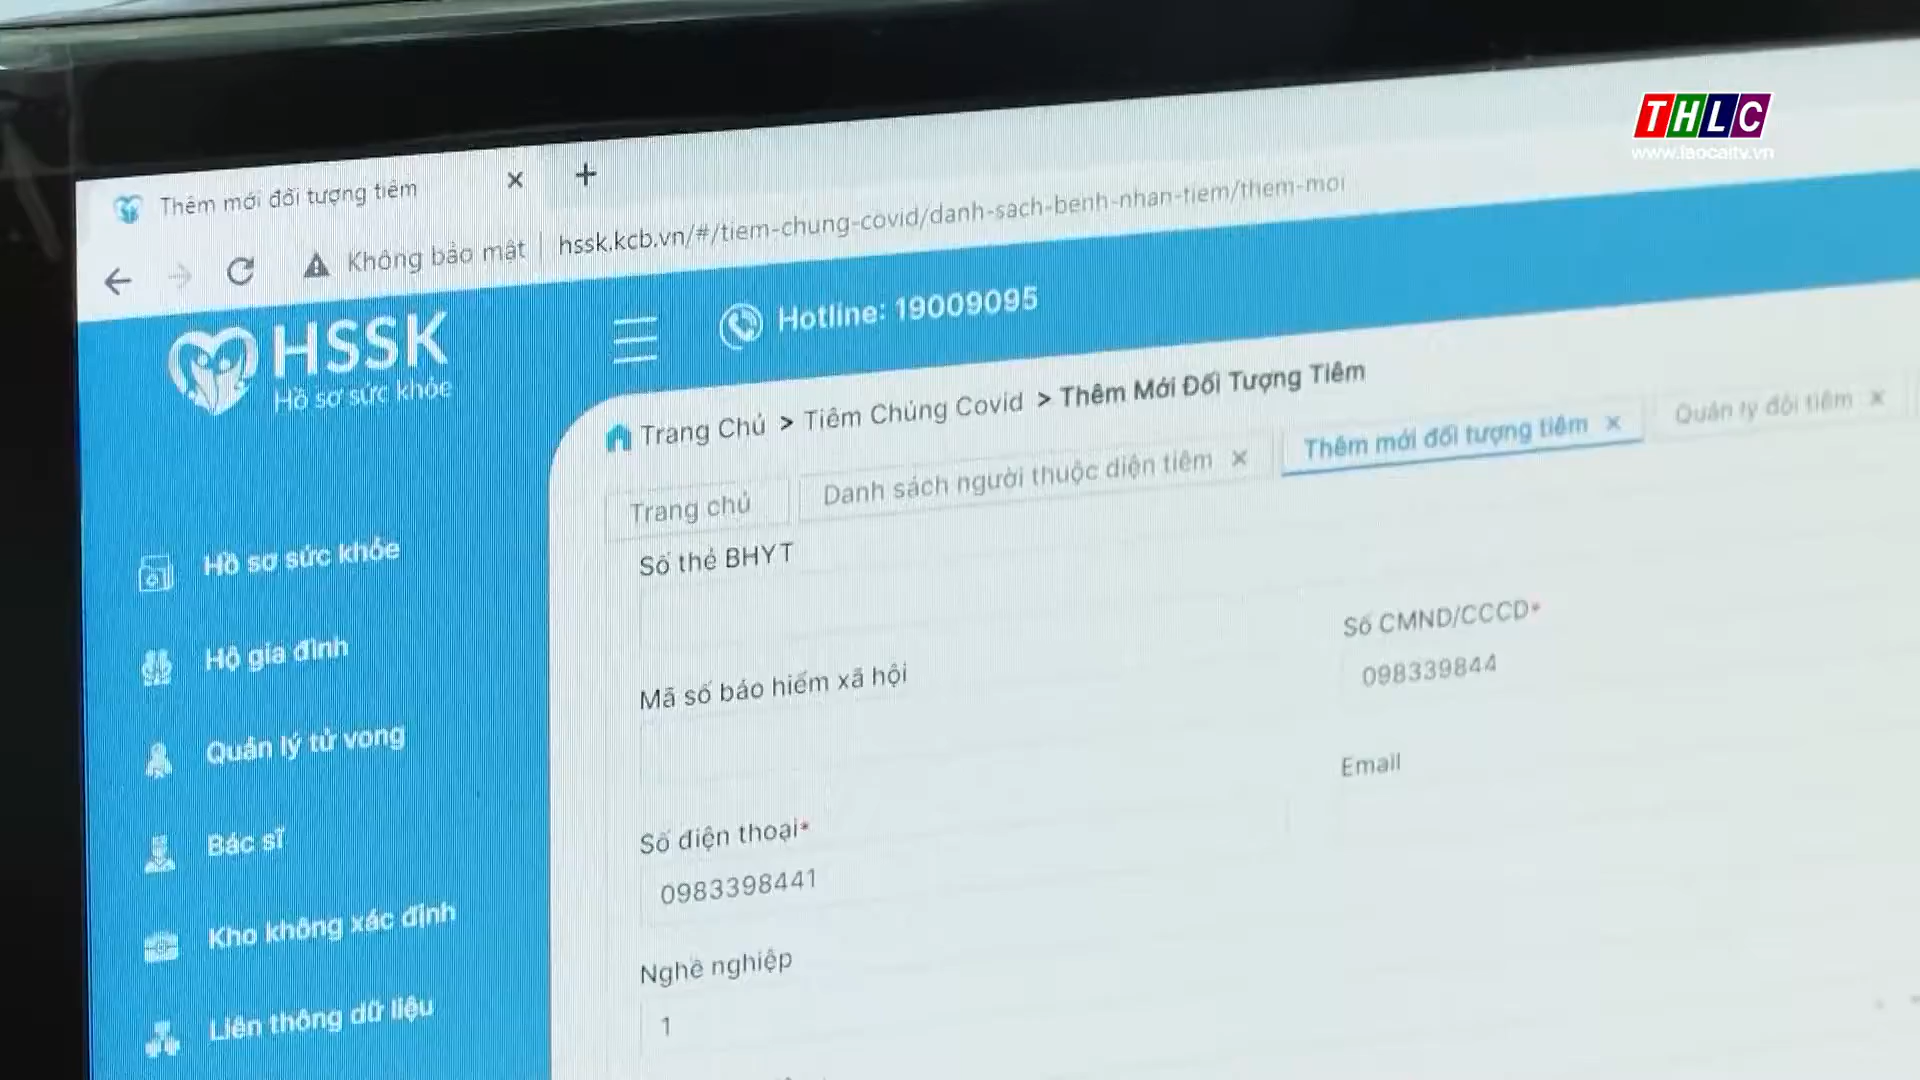 THLC
www.laocaitv.vn
Thêm mới đối tượng tiêm
Không bảo mật
hssk.kcb.vn/#/tiem-chung-covid/danh-sach-benh-nhan-tiem/them-moi
HSSK
Hồ sơ sức khỏe
Hotline: 19009095
Trang Chủ > Tiêm Chủng Covid > Thêm Mới Đối Tượng Tiêm
Trang chủ
Danh sách người thuộc diện tiêm
Thêm mới đối tượng tiêm
Quản lý đội tiêm
Hồ sơ sức khỏe
Hộ gia đình
Quản lý tử vong
Bác sĩ
Kho không xác định
Liên thông dữ liệu
Số thẻ BHYT
Mã số bảo hiểm xã hội
Số CMND/CCCD*
098339844
Số điện thoại*
0983398441
Email
Nghề nghiệp
1